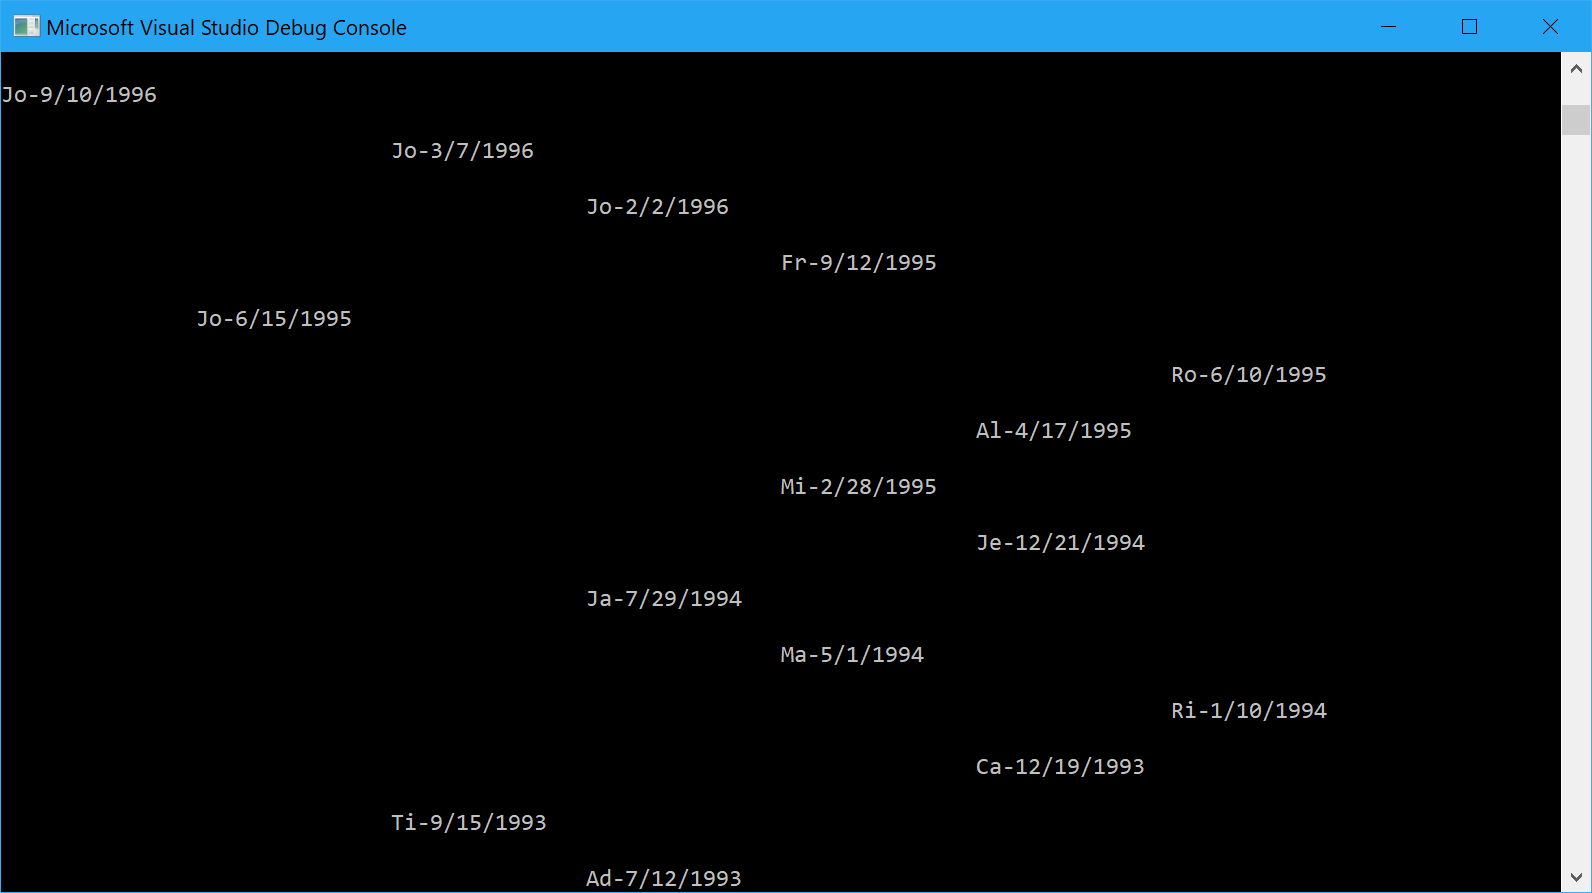 Microsoft Visual Studio Debug Console
Jo-9/10/1996
Jo-3/7/1996
Jo-2/2/1996
Fr-9/12/1995
Jo-6/15/1995
Ro-6/10/1995
Al-4/17/1995
Mi-2/28/1995
Je-12/21/1994
Ja-7/29/1994
Ma-5/1/1994
Ri-1/10/1994
Ca-12/19/1993
Ti-9/15/1993
Ad-7/12/1993